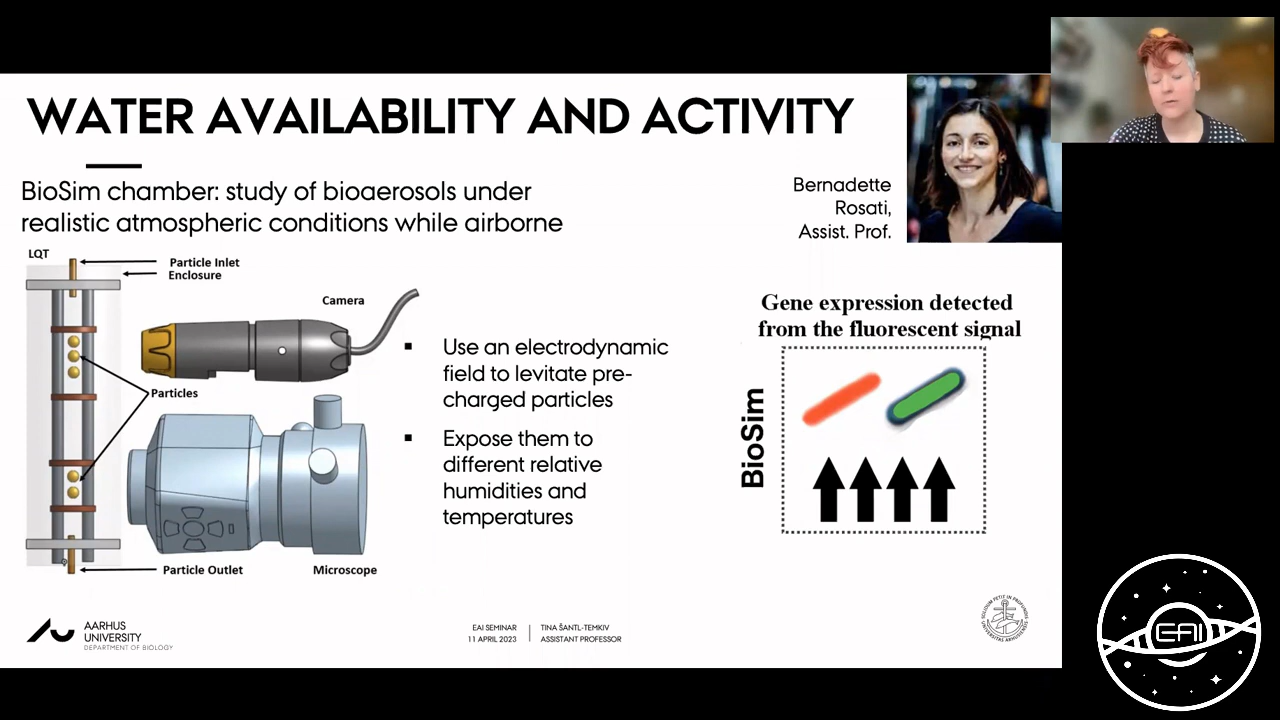 WATER AVAILABILITY AND ACTIVITY
BioSim chamber: study of bioaerosols under
realistic atmospheric conditions while airborne
Bernadette
Rosati,
Assist. Prof.
LQT
Particle Inlet
Enclosure
Camera
Particles
Particle Outlet
Microscope
▪ Use an electrodynamic
field to levitate pre-
charged particles
▪ Expose them to
different relative
humidities and
temperatures
Gene expression detected
from the fluorescent signal
BioSim
AARHUS
UNIVERSITY
DEPARTMENT OF BIOLOGY
EAI SEMINAR
11 APRIL 2023
TINA ŠANTL-TEMKIV
ASSISTANT PROFESSOR
EAI